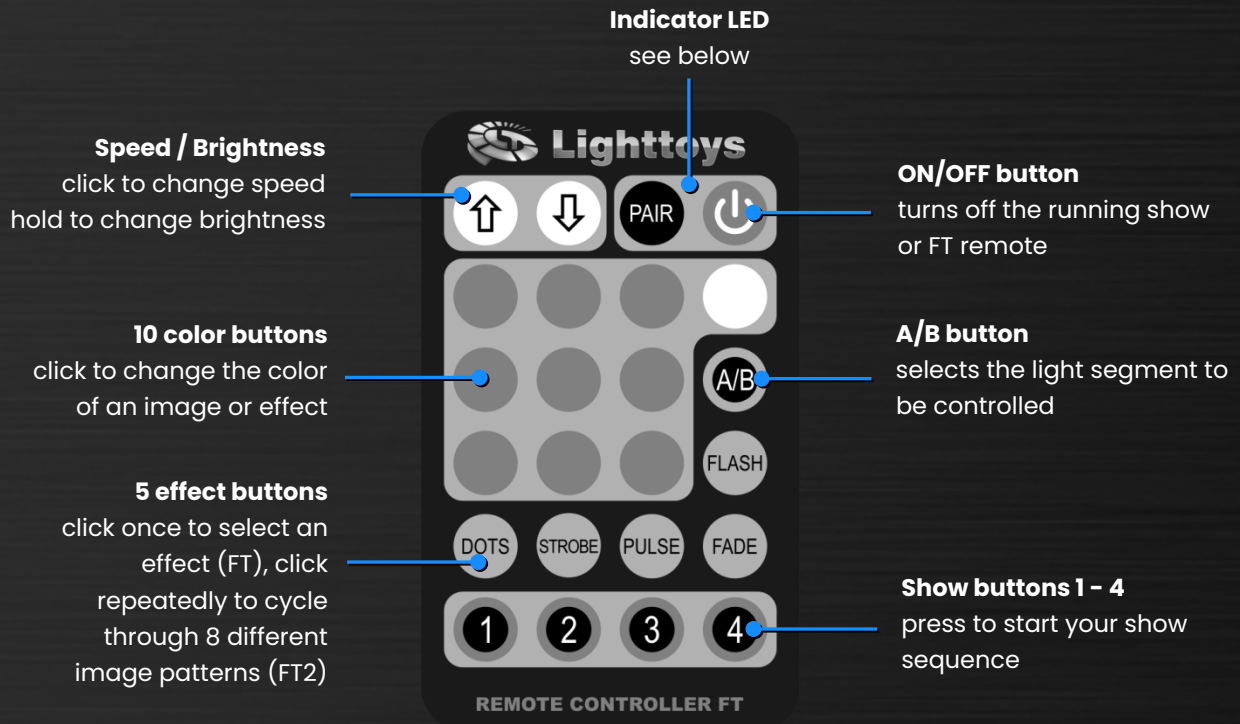 Indicator LED
see below
Speed / Brightness
click to change speed
hold to change brightness
10 color buttons
click to change the color
of an image or effect
5 effect buttons
click once to select an
effect (FT), click
repeatedly to cycle
through 8 different
image patterns (FT2)
Lighttoys
PAIR
A/B
FLASH
DOTS STROBE PULSE FADE
1 2 3 4
REMOTE CONTROLLER FT
ON/OFF button
turns off the running show
or FT remote
A/B button
selects the light segment to
be controlled
Show buttons 1 - 4
press to start your show
sequence